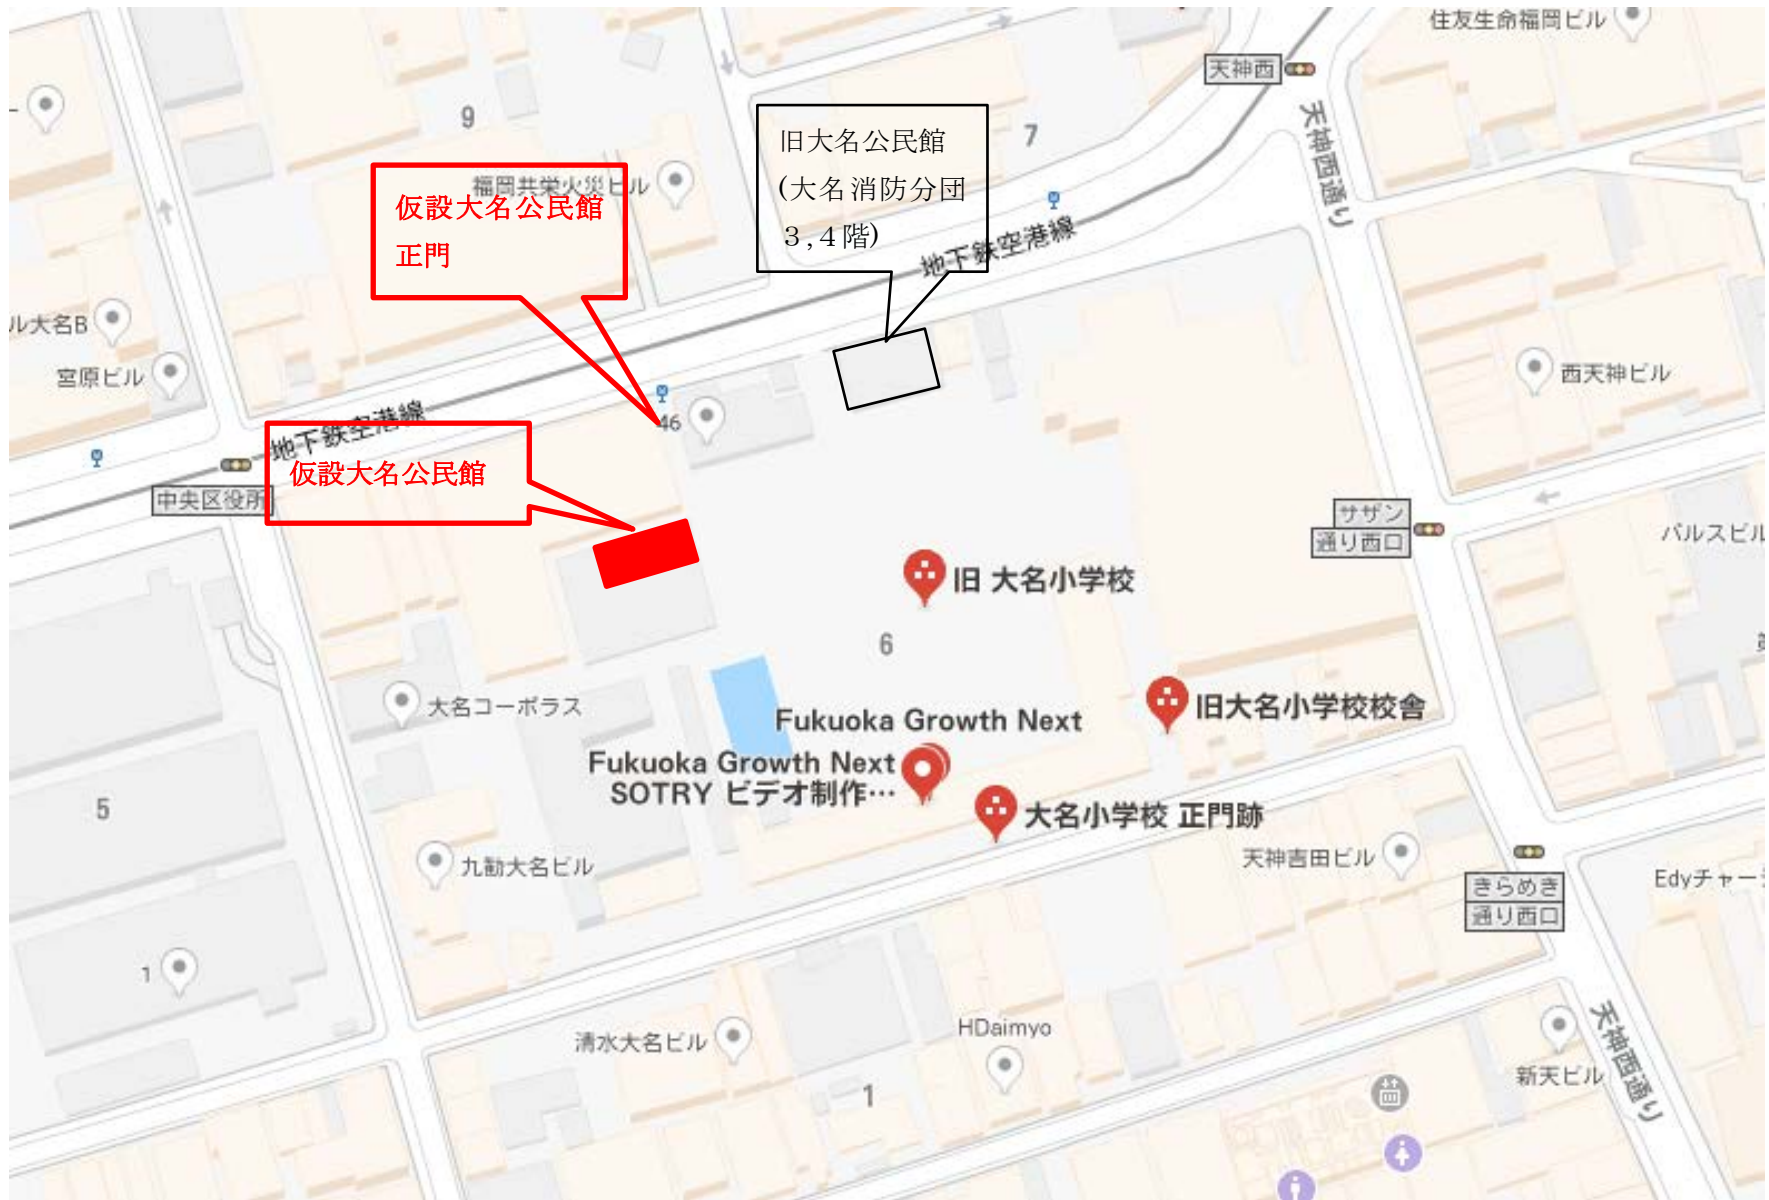 住友生命福岡ビル
天神西
天神西通り
9
7
旧大名公民館
(大名消防分団
３,４階)
福岡共栄火災ビル
仮設大名公民館
正門
地下鉄空港線
ル大名B
宮原ビル
西天神ビル
46
地下鉄空港線
仮設大名公民館
中央区役所
サザン
通り西口
パルスビル
旧 大名小学校
6
大名コーポラス
旧大名小学校校舎
Fukuoka Growth Next
Fukuoka Growth Next
SOTRY ビデオ制作…
大名小学校 正門跡
5
九勧大名ビル
天神吉田ビル
きらめき
通り西口
Edyチャー
1
清水大名ビル
HDaimyo
1
新天ビル
天神西通り